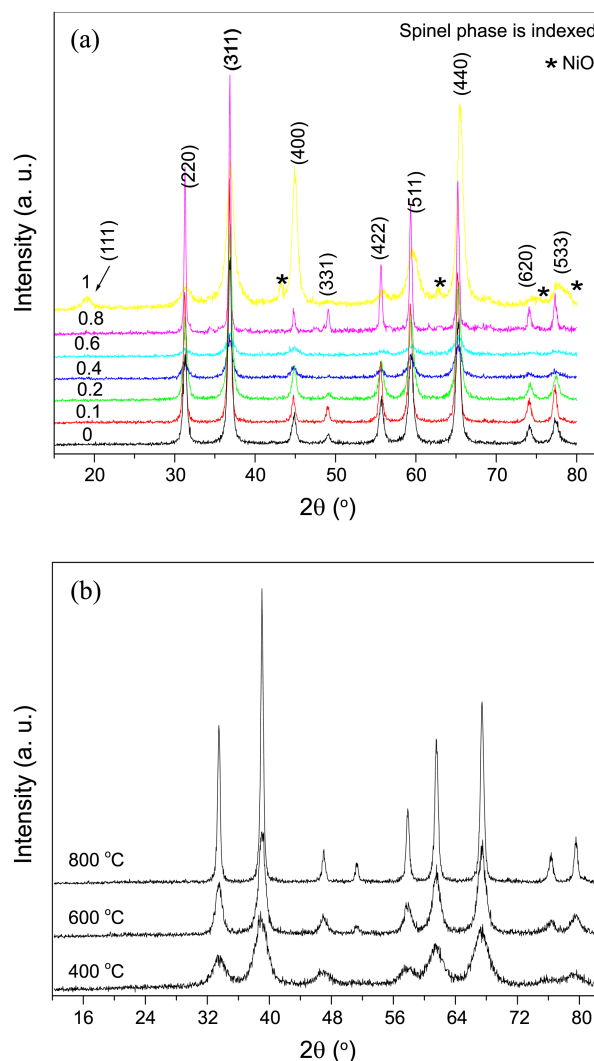 (a)
Spinel phase is indexed
* NiO
(311)
(440)
(400)
(220)
(511)
(422)
(620)
(533)
(331)
(111)
*
*
*
*
1
0.8
0.6
0.4
0.2
0.1
0
Intensity (a. u.)
20 30 40 50 60 70 80
2θ (°)
(b)
Intensity (a. u.)
800 °C
600 °C
400 °C
16 24 32 40 48 56 64 72 80
2θ (°)